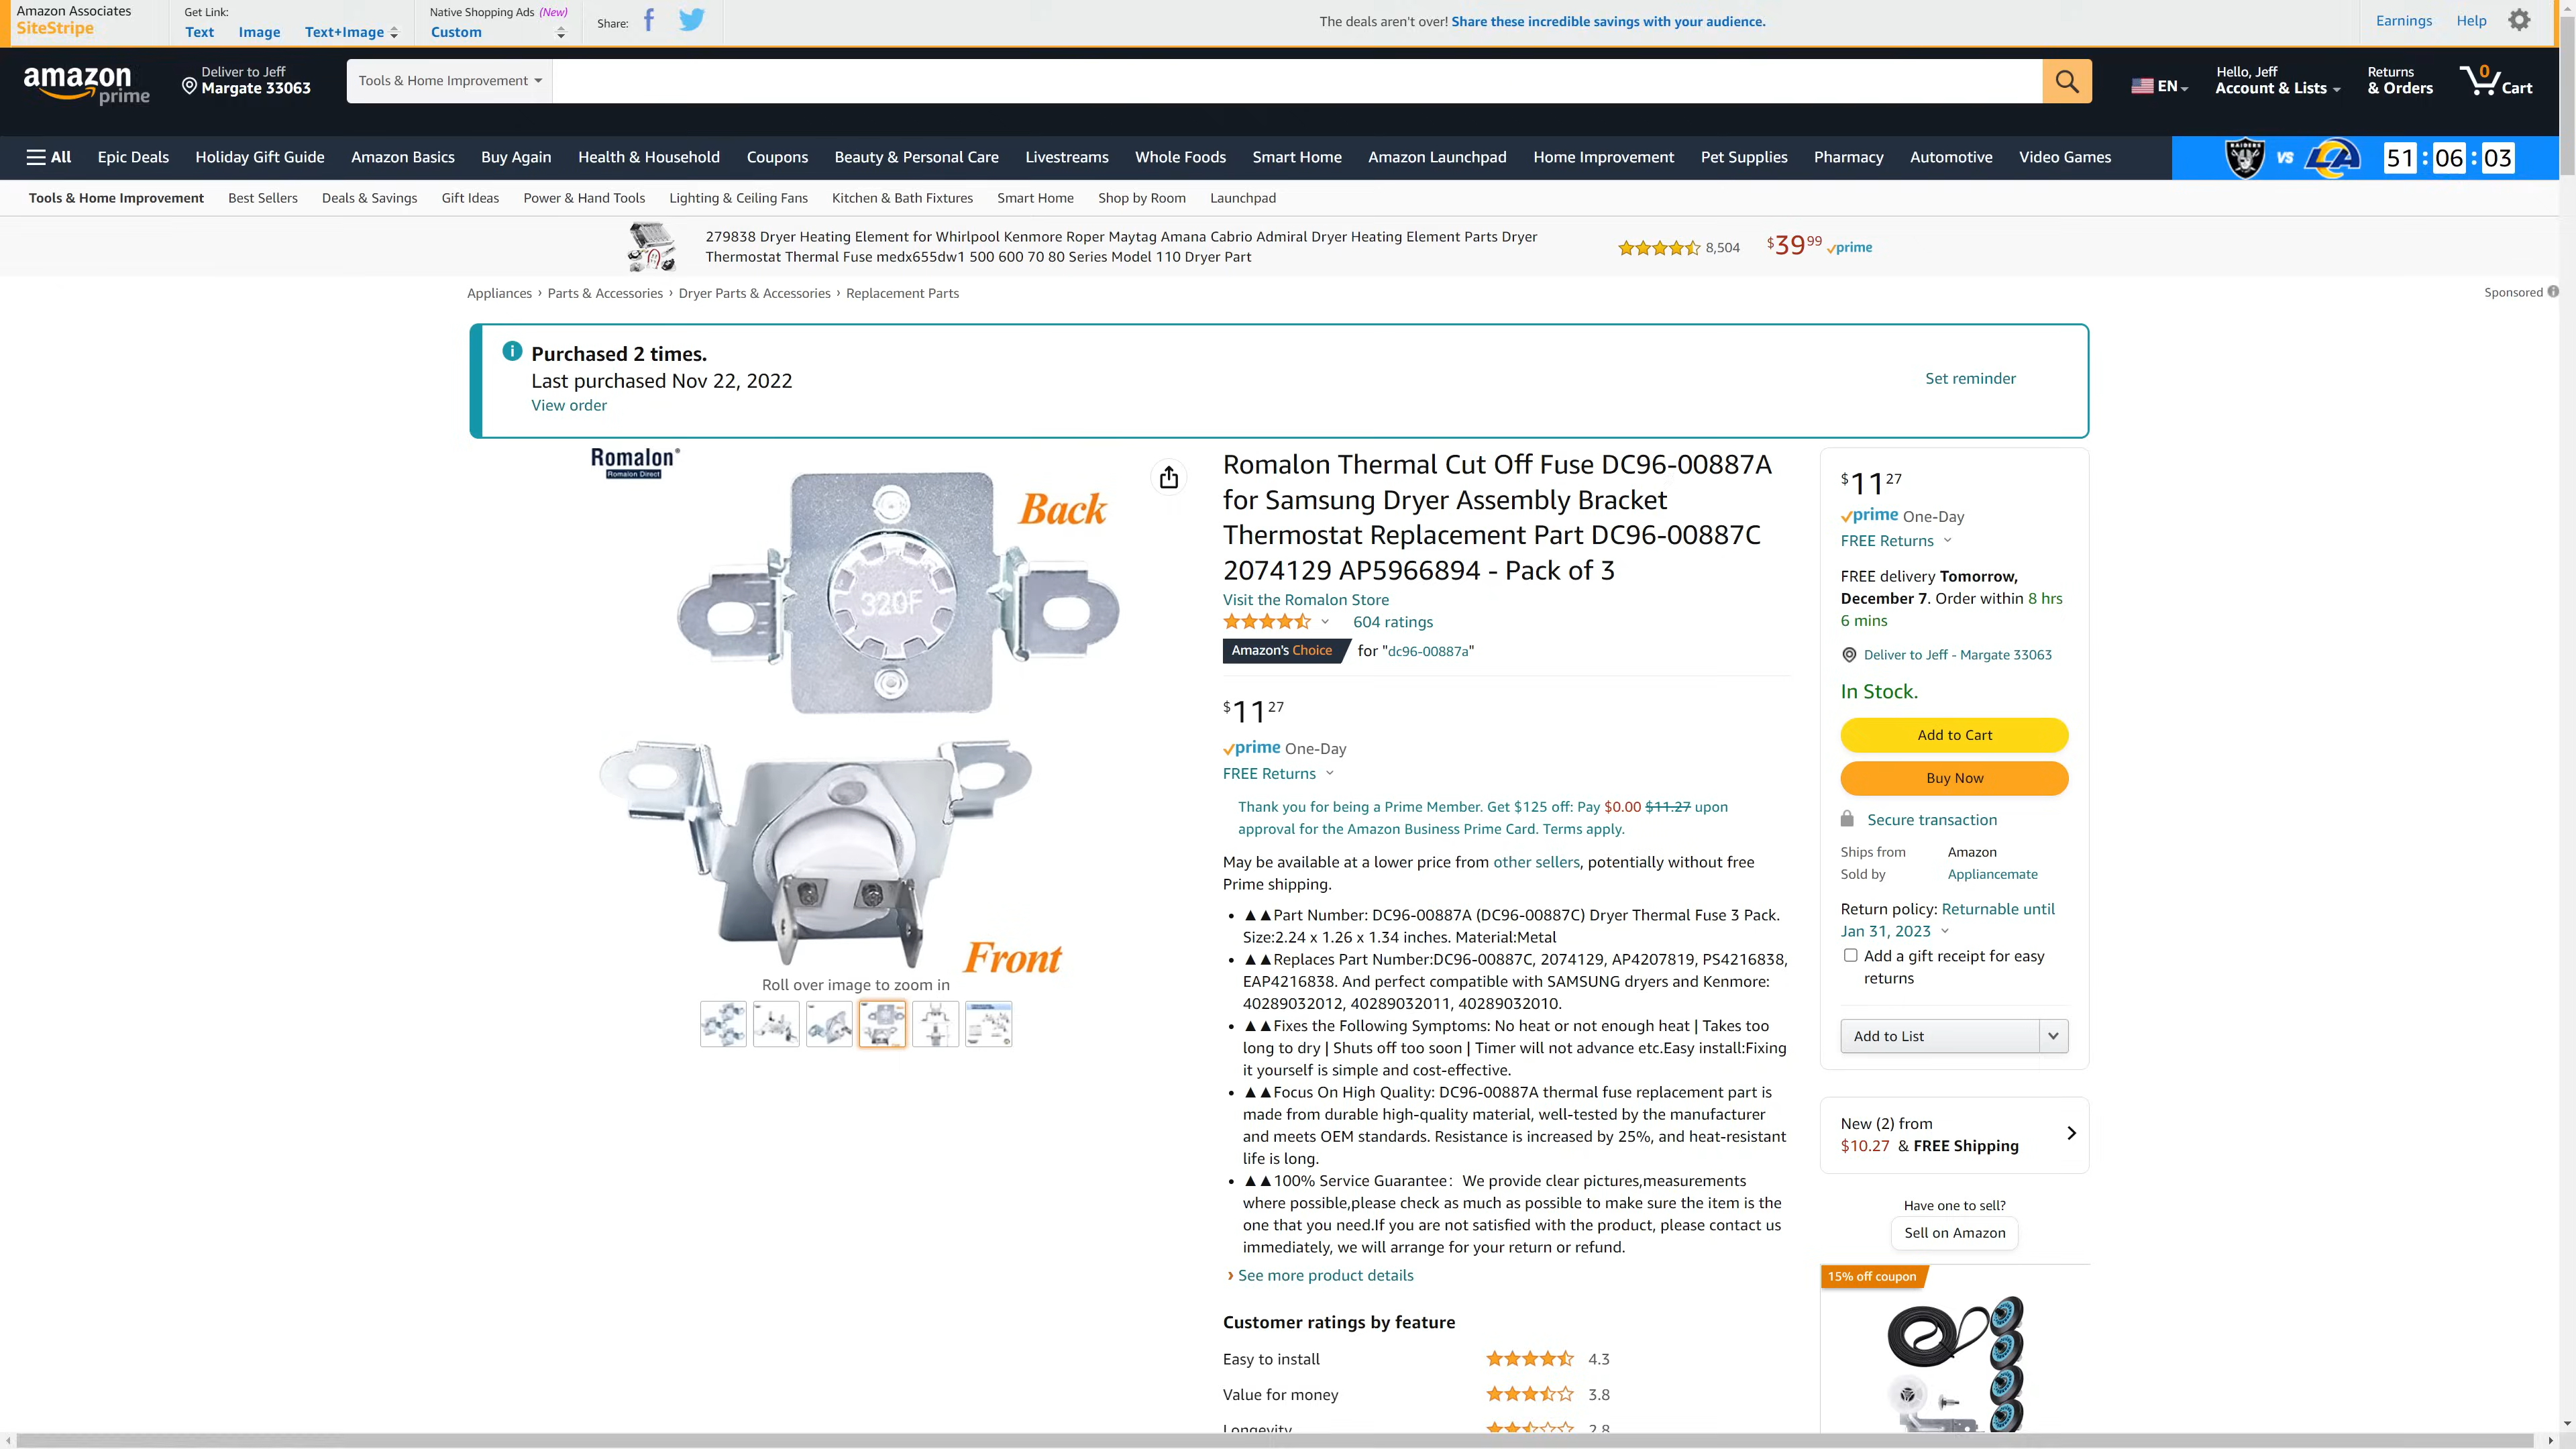 Amazon Associates
SiteStripe
Get Link:
Text Image Text+Image
Native Shopping Ads (New)
Custom
Share:
The deals aren't over! Share these incredible savings with your audience.
Earnings Help
amazon
prime
Deliver to Jeff
Margate 33063
Tools & Home Improvement
EN
Hello, Jeff
Account & Lists
Returns
& Orders
0
Cart
All Epic Deals Holiday Gift Guide Amazon Basics Buy Again Health & Household Coupons Beauty & Personal Care Livestreams Whole Foods Smart Home Amazon Launchpad Home Improvement Pet Supplies Pharmacy Automotive Video Games
RAIDERS VS 51 : 06 : 03
Tools & Home Improvement Best Sellers Deals & Savings Gift Ideas Power & Hand Tools Lighting & Ceiling Fans Kitchen & Bath Fixtures Smart Home Shop by Room Launchpad
279838 Dryer Heating Element for Whirlpool Kenmore Roper Maytag Amana Cabrio Admiral Dryer Heating Element Parts Dryer
Thermostat Thermal Fuse medx655dw1 500 600 70 80 Series Model 110 Dryer Part
8,504 $39 99 prime
Appliances › Parts & Accessories › Dryer Parts & Accessories › Replacement Parts
Sponsored
Purchased 2 times.
Last purchased Nov 22, 2022
View order
Set reminder
Romalon®
Romalon Direct
Back
320F
Front
Roll over image to zoom in
Romalon Thermal Cut Off Fuse DC96-00887A
for Samsung Dryer Assembly Bracket
Thermostat Replacement Part DC96-00887C
2074129 AP5966894 - Pack of 3
Visit the Romalon Store
604 ratings
Amazon's Choice for "dc96-00887a"
$11 27
prime One-Day
FREE Returns
Thank you for being a Prime Member. Get $125 off: Pay $0.00 $11.27 upon
approval for the Amazon Business Prime Card. Terms apply.
May be available at a lower price from other sellers, potentially without free
Prime shipping.
• ▲▲Part Number: DC96-00887A (DC96-00887C) Dryer Thermal Fuse 3 Pack.
Size:2.24 x 1.26 x 1.34 inches. Material:Metal
• ▲▲Replaces Part Number:DC96-00887C, 2074129, AP4207819, PS4216838,
EAP4216838. And perfect compatible with SAMSUNG dryers and Kenmore:
40289032012, 40289032011, 40289032010.
• ▲▲Fixes the Following Symptoms: No heat or not enough heat | Takes too
long to dry | Shuts off too soon | Timer will not advance etc.Easy install:Fixing
it yourself is simple and cost-effective.
• ▲▲Focus On High Quality: DC96-00887A thermal fuse replacement part is
made from durable high-quality material, well-tested by the manufacturer
and meets OEM standards. Resistance is increased by 25%, and heat-resistant
life is long.
• ▲▲100% Service Guarantee： We provide clear pictures,measurements
where possible,please check as much as possible to make sure the item is the
one that you need.If you are not satisfied with the product, please contact us
immediately, we will arrange for your return or refund.
› See more product details
Customer ratings by feature
Easy to install 4.3
Value for money 3.8
Longevity 2.8
$11 27
prime One-Day
FREE Returns
FREE delivery Tomorrow,
December 7. Order within 8 hrs
6 mins
Deliver to Jeff - Margate 33063
In Stock.
Add to Cart
Buy Now
Secure transaction
Ships from Amazon
Sold by Appliancemate
Return policy: Returnable until
Jan 31, 2023
Add a gift receipt for easy
returns
Add to List
New (2) from
$10.27 & FREE Shipping
Have one to sell?
Sell on Amazon
15% off coupon